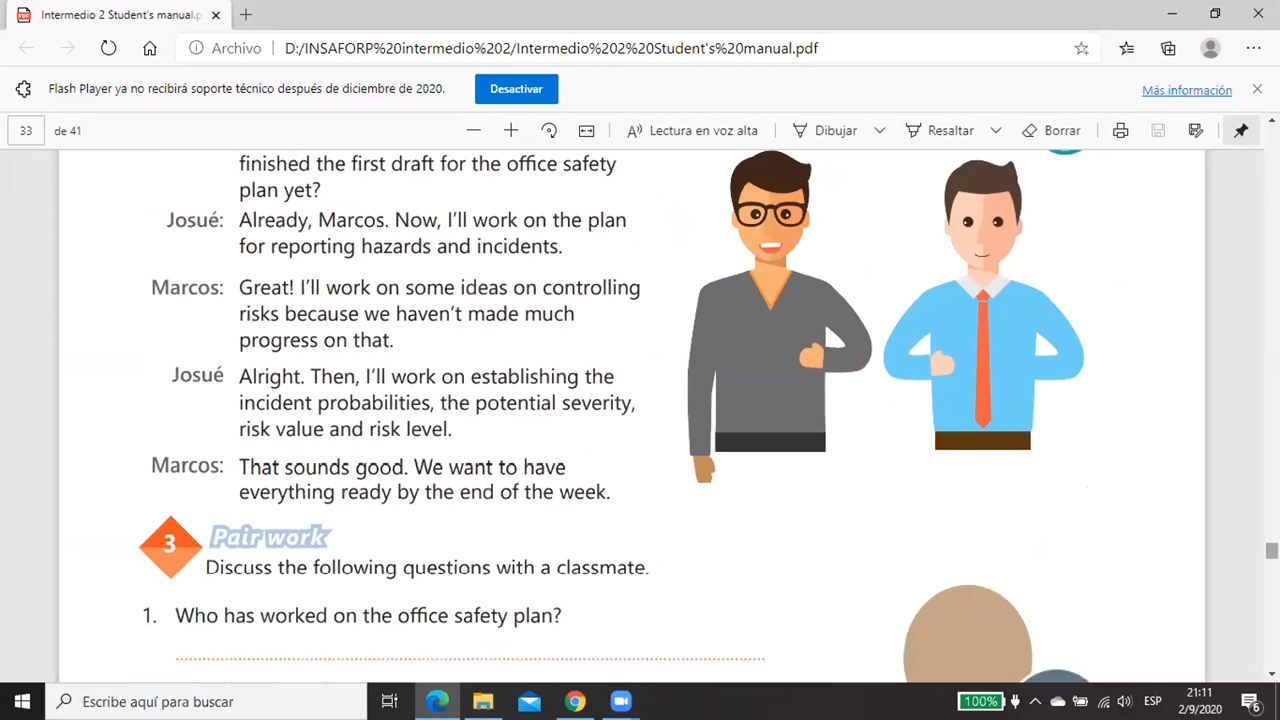 Intermedio 2 Student's manual.p
Archivo D:/INSAFORP%20intermedio%202/Intermedio%202%20Student's%20manual.pdf
Flash Player ya no recibirá soporte técnico después de diciembre de 2020. Desactivar Más información
33 de 41 Lectura en voz alta Dibujar Resaltar Borrar
finished the first draft for the office safety
plan yet?
Josué: Already, Marcos. Now, I'll work on the plan
for reporting hazards and incidents.
Marcos: Great! I'll work on some ideas on controlling
risks because we haven't made much
progress on that.
Josué Alright. Then, I'll work on establishing the
incident probabilities, the potential severity,
risk value and risk level.
Marcos: That sounds good. We want to have
everything ready by the end of the week.
3 Pair work
Discuss the following questions with a classmate.
1. Who has worked on the office safety plan?
Escribe aquí para buscar 100% ESP 21:11
2/9/2020 6